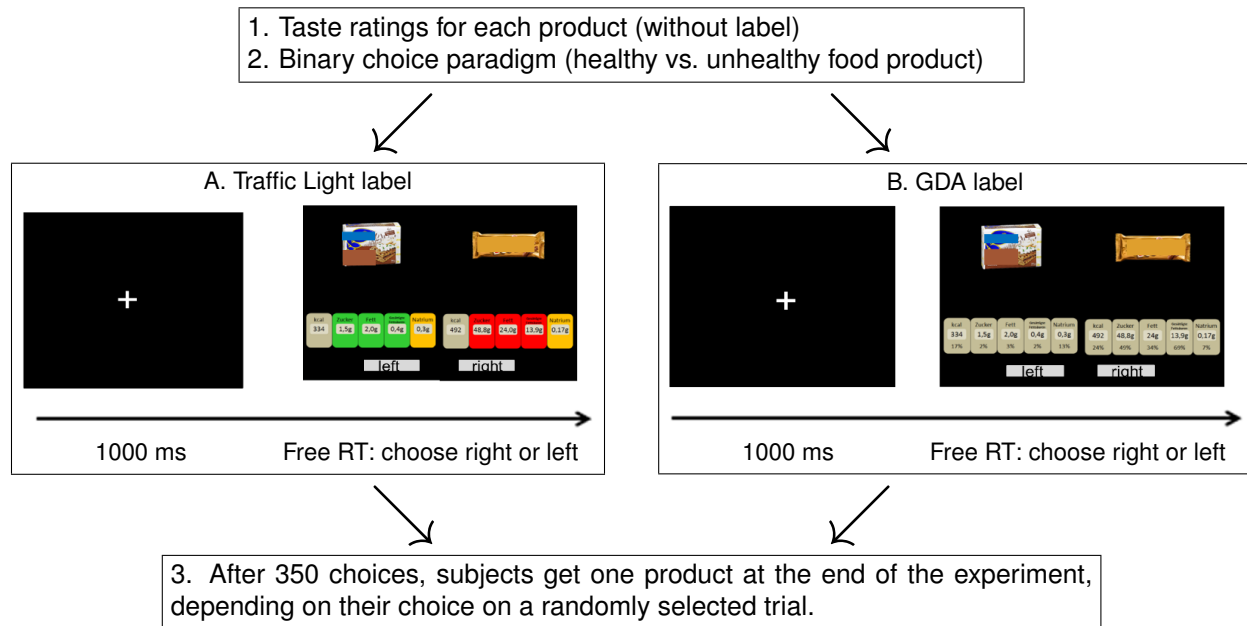 1. Taste ratings for each product (without label)
2. Binary choice paradigm (healthy vs. unhealthy food product)
A. Traffic Light label
kcal Zucker Fett Natrium
334 1,5g 2,0g 0,4g 0,3g
kcal Zucker Fett Natrium
492 48,8g 24,0g 13,9g 0,17g
left right
1000 ms Free RT: choose right or left
B. GDA label
kcal Zucker Fett Natrium
334 1,5g 2,0g 0,4g 0,3g
17% 2% 3% 2% 13%
kcal Zucker Fett Natrium
492 48,8g 24g 13,9g 0,17g
24% 49% 34% 69% 7%
left right
1000 ms Free RT: choose right or left
3. After 350 choices, subjects get one product at the end of the experiment,
depending on their choice on a randomly selected trial.